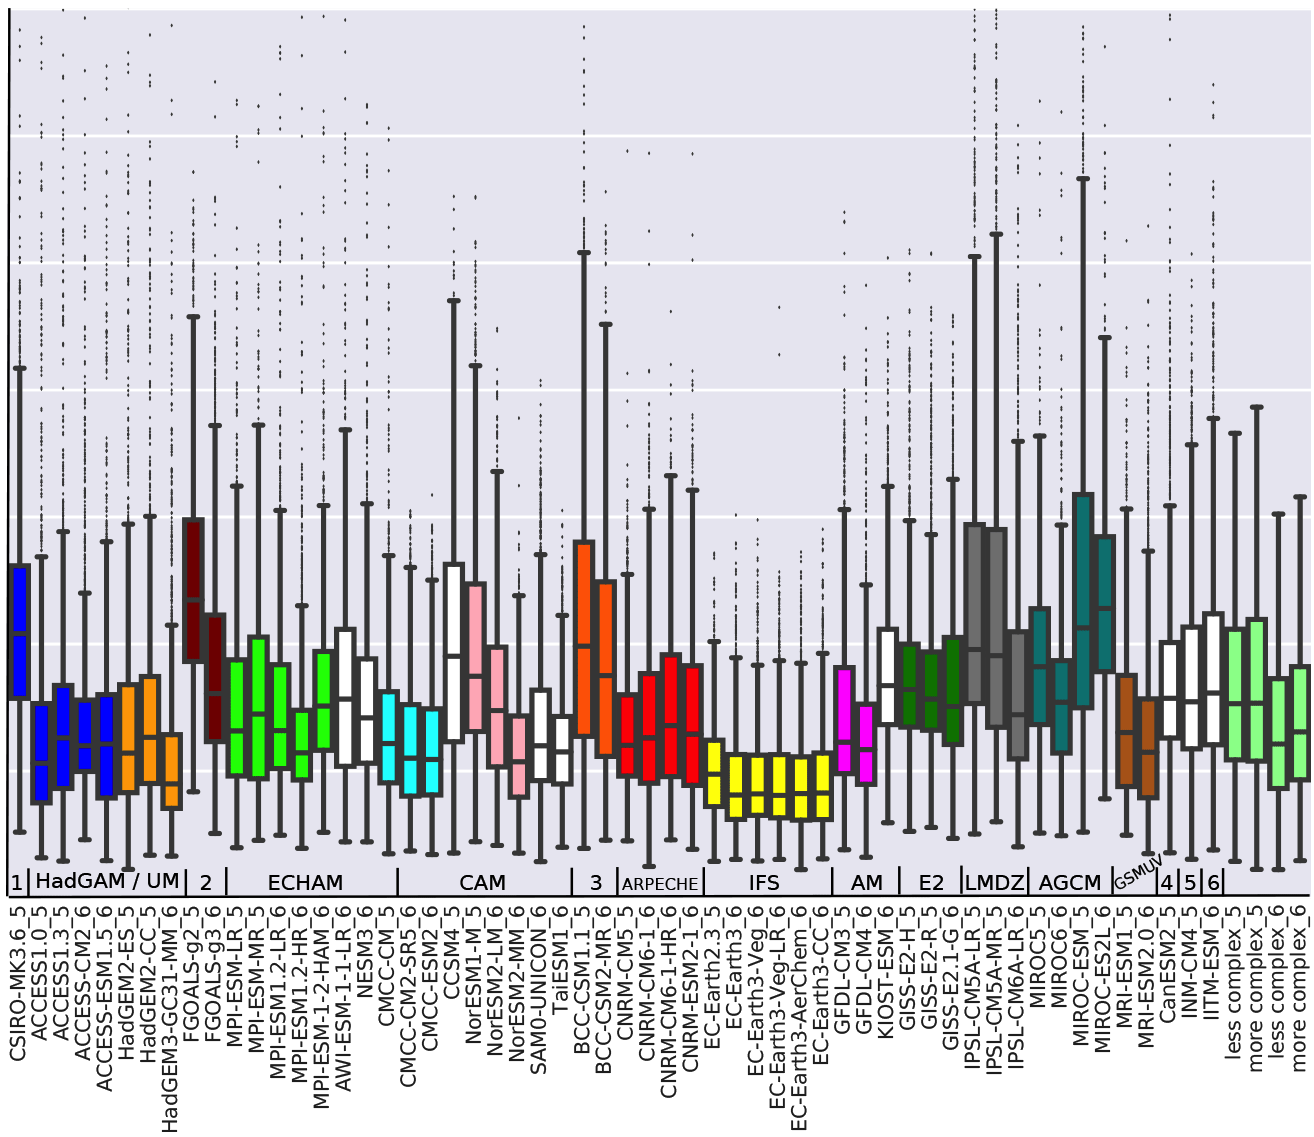 1
HadGAM / UM
2
ECHAM
CAM
3
ARPECHE
IFS
AM
E2
LMDZ
AGCM
GSMUV
4
5
6
CSIRO-MK3.6_5
ACCESS1.0_5
ACCESS1.3_5
ACCESS-CM2_6
ACCESS-ESM1.5_6
HadGEM2-ES_5
HadGEM2-CC_5
HadGEM3-GC31-MM_6
FGOALS-g2_5
FGOALS-g3_6
MPI-ESM-LR_5
MPI-ESM-MR_5
MPI-ESM1.2-LR_6
MPI-ESM1.2-HR_6
MPI-ESM-1-2-HAM_6
AWI-ESM-1-1-LR_6
NESM3_6
CMCC-CM_5
CMCC-CM2-SR5_6
CMCC-ESM2_6
CCSM4_5
NorESM1-M_5
NorESM2-LM_6
NorESM2-MM_6
SAM0-UNICON_6
TaiESM1_6
BCC-CSM1.1_5
BCC-CSM2-MR_6
CNRM-CM5_5
CNRM-CM6-1_6
CNRM-CM6-1-HR_6
CNRM-ESM2-1_6
EC-Earth2.3_5
EC-Earth3_6
EC-Earth3-Veg_6
EC-Earth3-Veg-LR_6
EC-Earth3-AerChem_6
EC-Earth3-CC_6
GFDL-CM3_5
GFDL-CM4_6
KIOST-ESM_6
GISS-E2-H_5
GISS-E2-R_5
GISS-E2.1-G_6
IPSL-CM5A-LR_5
IPSL-CM5A-MR_5
IPSL-CM6A-LR_6
MIROC5_5
MIROC6_6
MIROC-ESM_5
MIROC-ES2L_6
MRI-ESM1_5
MRI-ESM2.0_6
CanESM2_5
INM-CM4_5
IITM-ESM_6
less complex_5
more complex_5
less complex_6
more complex_6